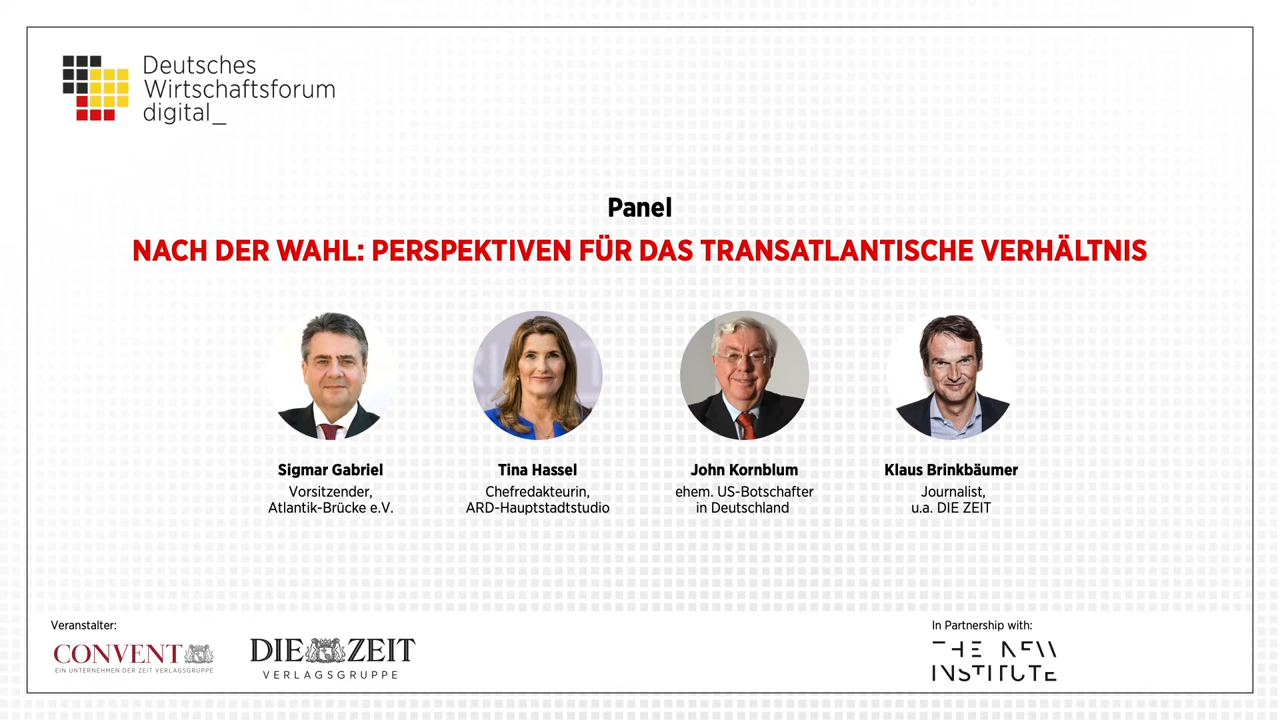 Deutsches
Wirtschaftsforum
digital_
Panel
NACH DER WAHL: PERSPEKTIVEN FÜR DAS TRANSATLANTISCHE VERHÄLTNIS
Sigmar Gabriel
Vorsitzender,
Atlantik-Brücke e.V.
Tina Hassel
Chefredakteurin,
ARD-Hauptstadtstudio
John Kornblum
ehem. US-Botschafter
in Deutschland
Klaus Brinkbäumer
Journalist,
u.a. DIE ZEIT
Veranstalter:
CONVENT
EIN UNTERNEHMEN DER ZEIT VERLAGSGRUPPE
DIE ZEIT
VERLAGSGRUPPE
In Partnership with:
THE NEW
INSTITUTE